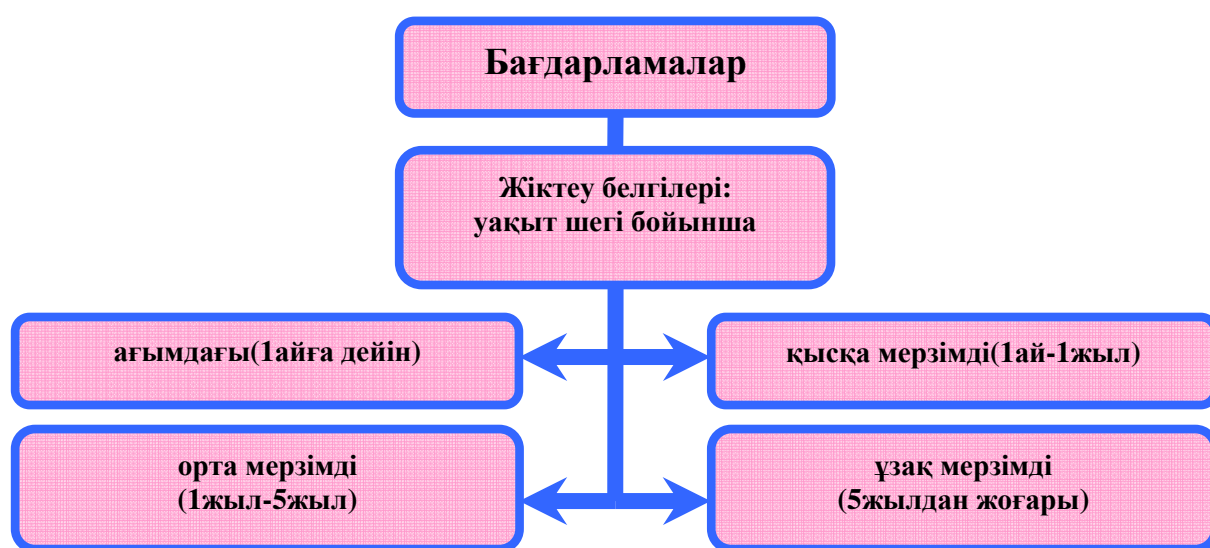 Бағдарламалар
Жіктеу белгілері:
уақыт шегі бойынша
ағымдағы(1айға дейін)
қысқа мерзімді(1ай-1жыл)
орта мерзімді
(1жыл-5жыл)
ұзақ мерзімді
(5жылдан жоғары)